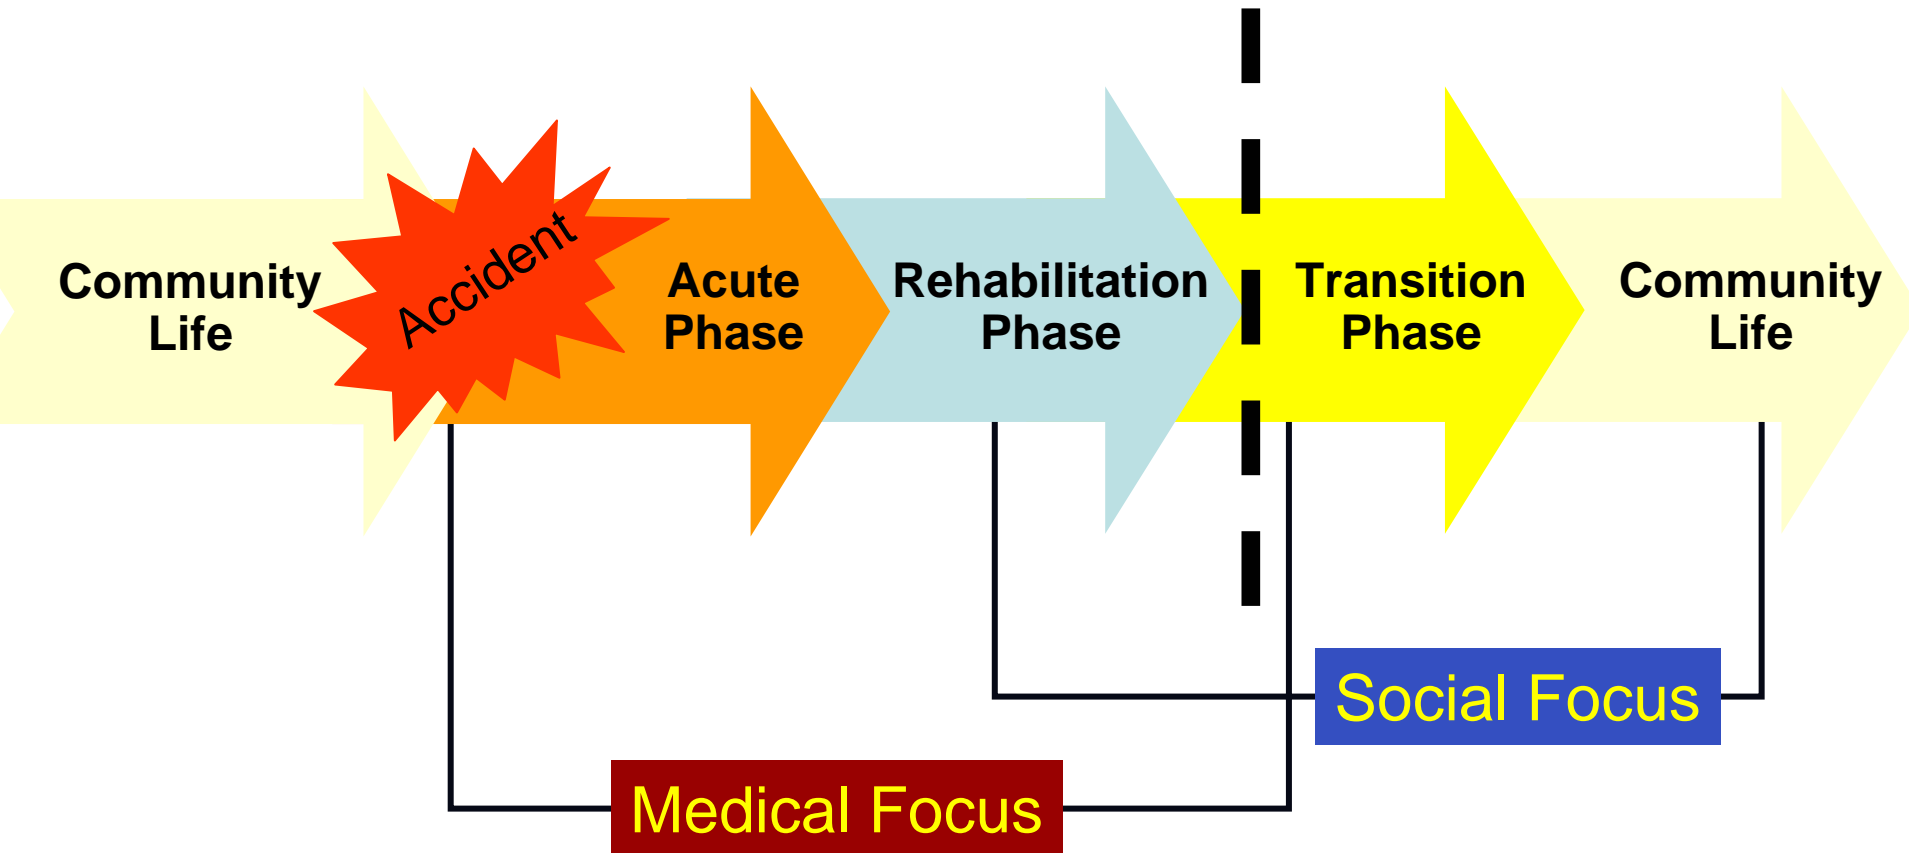 Community
Life
Accident
Acute
Phase
Rehabilitation
Phase
Transition
Phase
Community
Life
Social Focus
Medical Focus